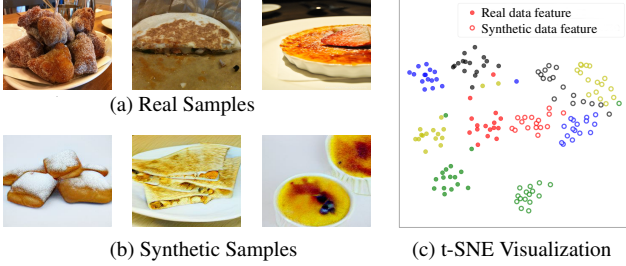 Real data feature
Synthetic data feature
(a) Real Samples
(b) Synthetic Samples
(c) t-SNE Visualization